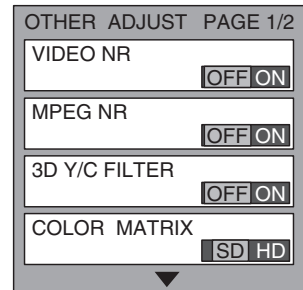 OTHER ADJUST PAGE 1/2
VIDEO NR
OFF ON
MPEG NR
OFF ON
3D Y/C FILTER
OFF ON
COLOR MATRIX
SD HD